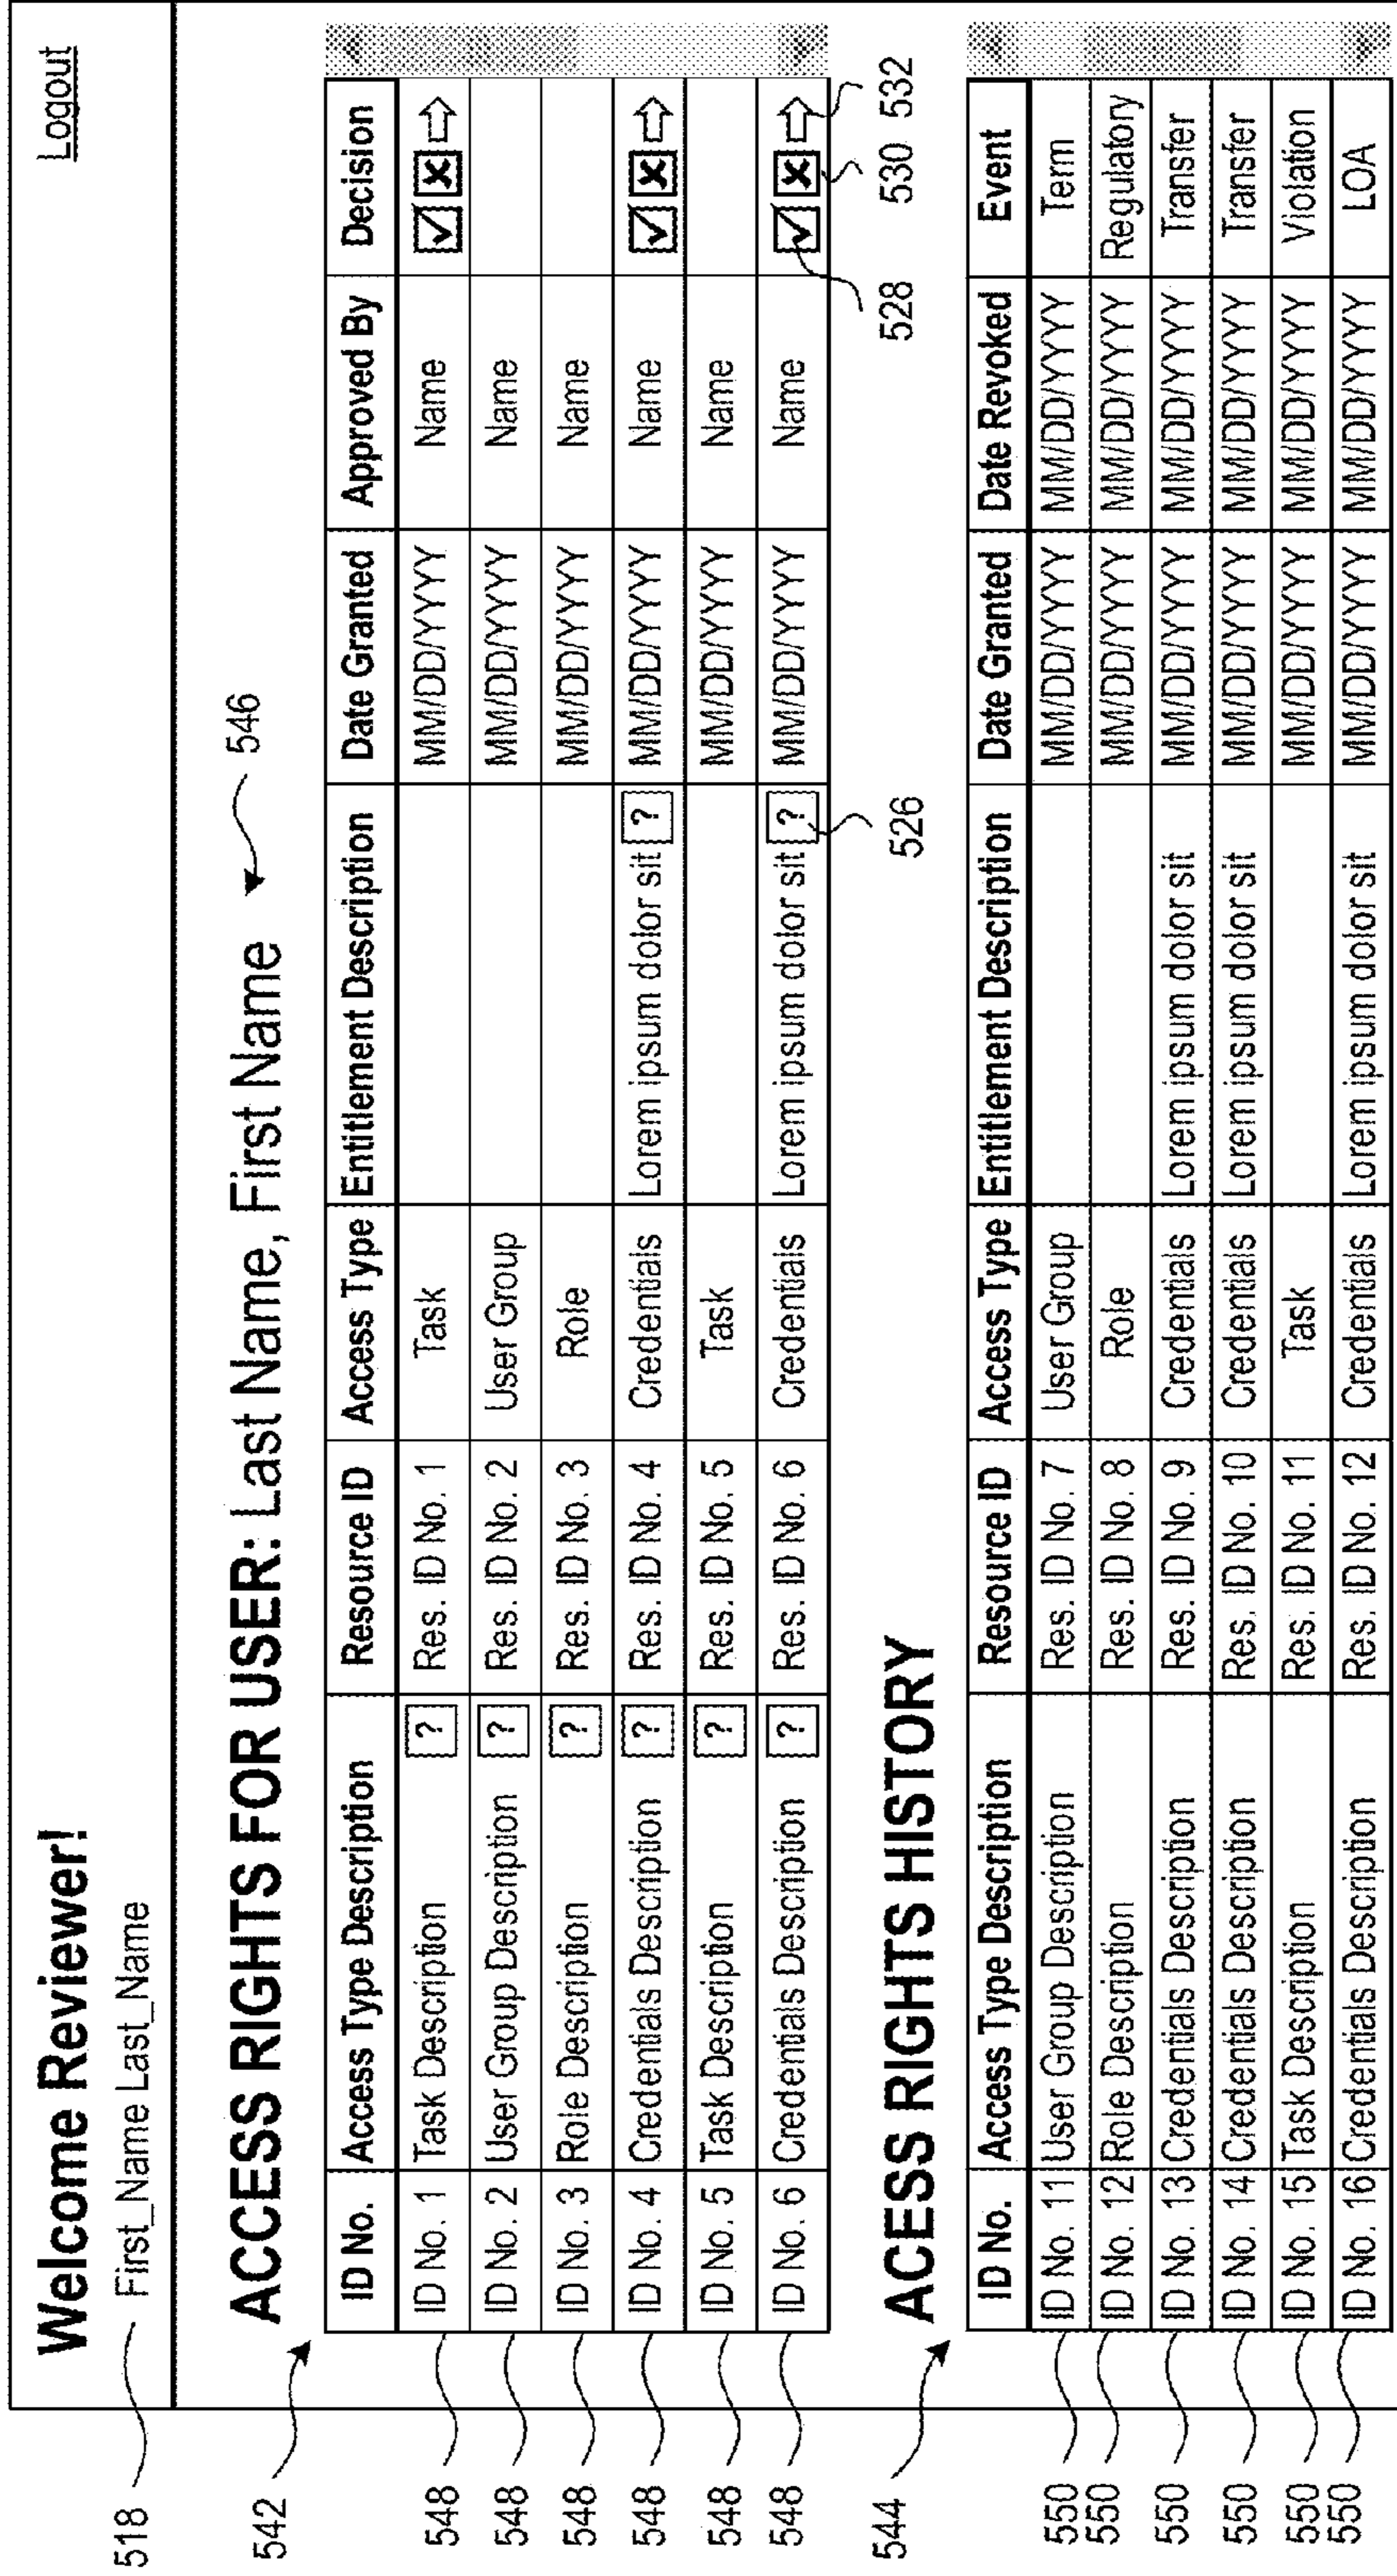 Welcome Reviewer! Logout
518 First_Name Last_Name
ACCESS RIGHTS FOR USER: Last Name, First Name 546
542
ID No. Access Type Description Resource ID Access Type Entitlement Description Date Granted Approved By Decision
548 ID No. 1 Task Description ? Res. ID No. 1 Task MM/DD/YYYY Name
548 ID No. 2 User Group Description ? Res. ID No. 2 User Group MM/DD/YYYY Name
548 ID No. 3 Role Description ? Res. ID No. 3 Role MM/DD/YYYY Name
548 ID No. 4 Credentials Description ? Res. ID No. 4 Credentials Lorem ipsum dolor sit ? MM/DD/YYYY Name
548 ID No. 5 Task Description ? Res. ID No. 5 Task MM/DD/YYYY Name
548 ID No. 6 Credentials Description ? Res. ID No. 6 Credentials Lorem ipsum dolor sit ? MM/DD/YYYY Name
526 528 530 532
544 ACCESS RIGHTS HISTORY
ID No. Access Type Description Resource ID Access Type Entitlement Description Date Granted Date Revoked Event
550 ID No. 11 User Group Description Res. ID No. 7 User Group MM/DD/YYYY MM/DD/YYYY Term
550 ID No. 12 Role Description Res. ID No. 8 Role MM/DD/YYYY MM/DD/YYYY Regulatory
550 ID No. 13 Credentials Description Res. ID No. 9 Credentials Lorem ipsum dolor sit MM/DD/YYYY MM/DD/YYYY Transfer
550 ID No. 14 Credentials Description Res. ID No. 10 Credentials Lorem ipsum dolor sit MM/DD/YYYY MM/DD/YYYY Transfer
550 ID No. 15 Task Description Res. ID No. 11 Task MM/DD/YYYY MM/DD/YYYY Violation
550 ID No. 16 Credentials Description Res. ID No. 12 Credentials Lorem ipsum dolor sit MM/DD/YYYY MM/DD/YYYY LOA